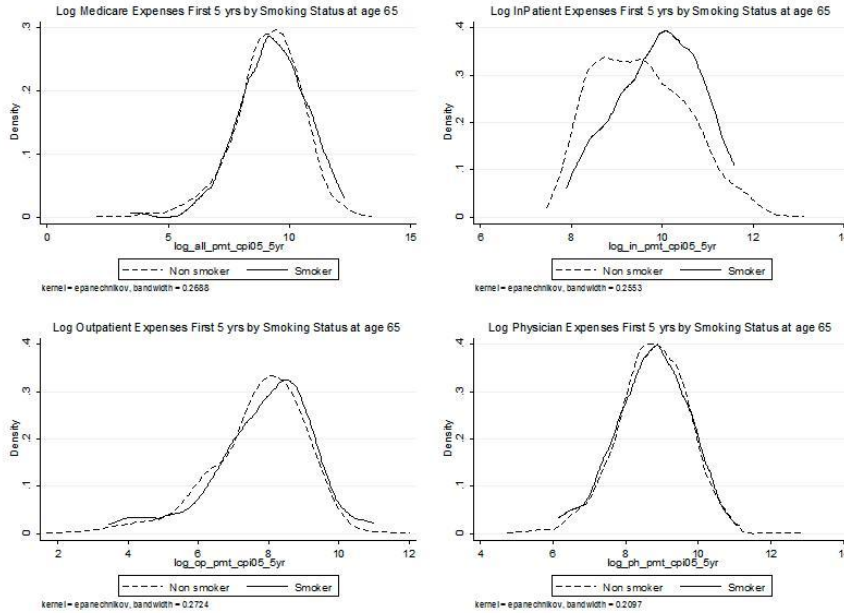 Log Medicare Expenses First 5 yrs by Smoking Status at age 65
.3
.2
.1
0
Density
0 5 10 15
log_all_pmt_cpi05_5yr
Non smoker Smoker
kernel = epanechnikov, bandwidth = 0.2688
Log InPatient Expenses First 5 yrs by Smoking Status at age 65
.4
.3
.2
.1
0
Density
6 8 10 12 14
log_in_pmt_cpi05_5yr
Non smoker Smoker
kernel = epanechnikov, bandwidth = 0.2553
Log Outpatient Expenses First 5 yrs by Smoking Status at age 65
.4
.3
.2
.1
0
Density
2 4 6 8 10 12
log_op_pmt_cpi05_5yr
Non smoker Smoker
kernel = epanechnikov, bandwidth = 0.2724
Log Physician Expenses First 5 yrs by Smoking Status at age 65
.4
.3
.2
.1
0
Density
4 6 8 10 12 14
log_ph_pmt_cpi05_5yr
Non smoker Smoker
kernel = epanechnikov, bandwidth = 0.2097